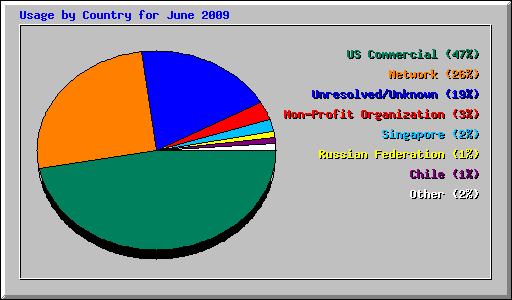 Usage by Country for June 2009
US Commercial (47%)
Network (26%)
Unresolved/Unknown (19%)
Non-Profit Organization (3%)
Singapore (2%)
Russian Federation (1%)
Chile (1%)
Other (2%)